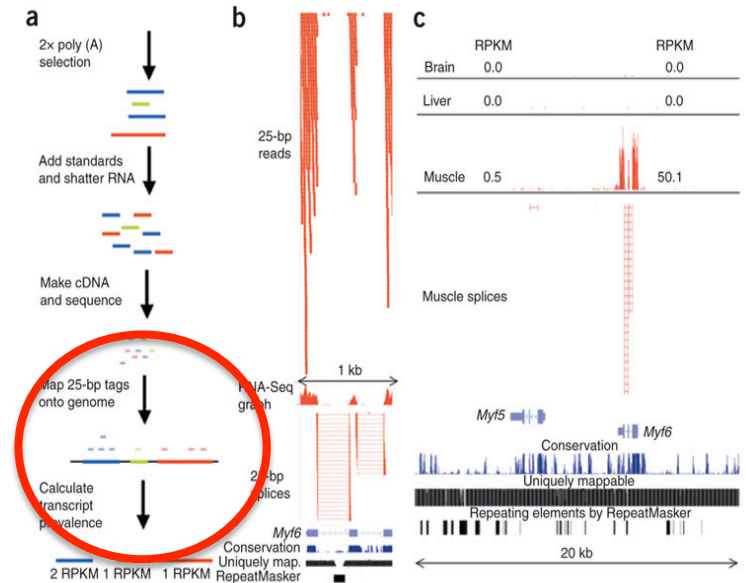 a
2× poly (A)
selection
Add standards
and shatter RNA
Make cDNA
and sequence
Map 25-bp tags
onto genome
Calculate
transcript
prevalence
2 RPKM 1 RPKM 1 RPKM
b
25-bp
reads
1 kb
RNA-Seq
graph
25-bp
splices
Myf6
Conservation
Uniquely map.
RepeatMasker
c
RPKM RPKM
Brain 0.0 0.0
Liver 0.0 0.0
Muscle 0.5 50.1
Muscle splices
Myf5
Myf6
Conservation
Uniquely mappable
Repeating elements by RepeatMasker
20 kb